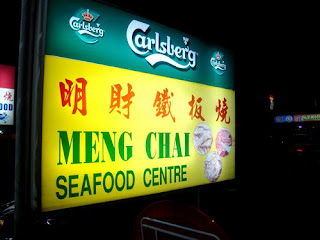 Carlsberg
明財鐵板燒
MENG CHAI
SEAFOOD CENTRE